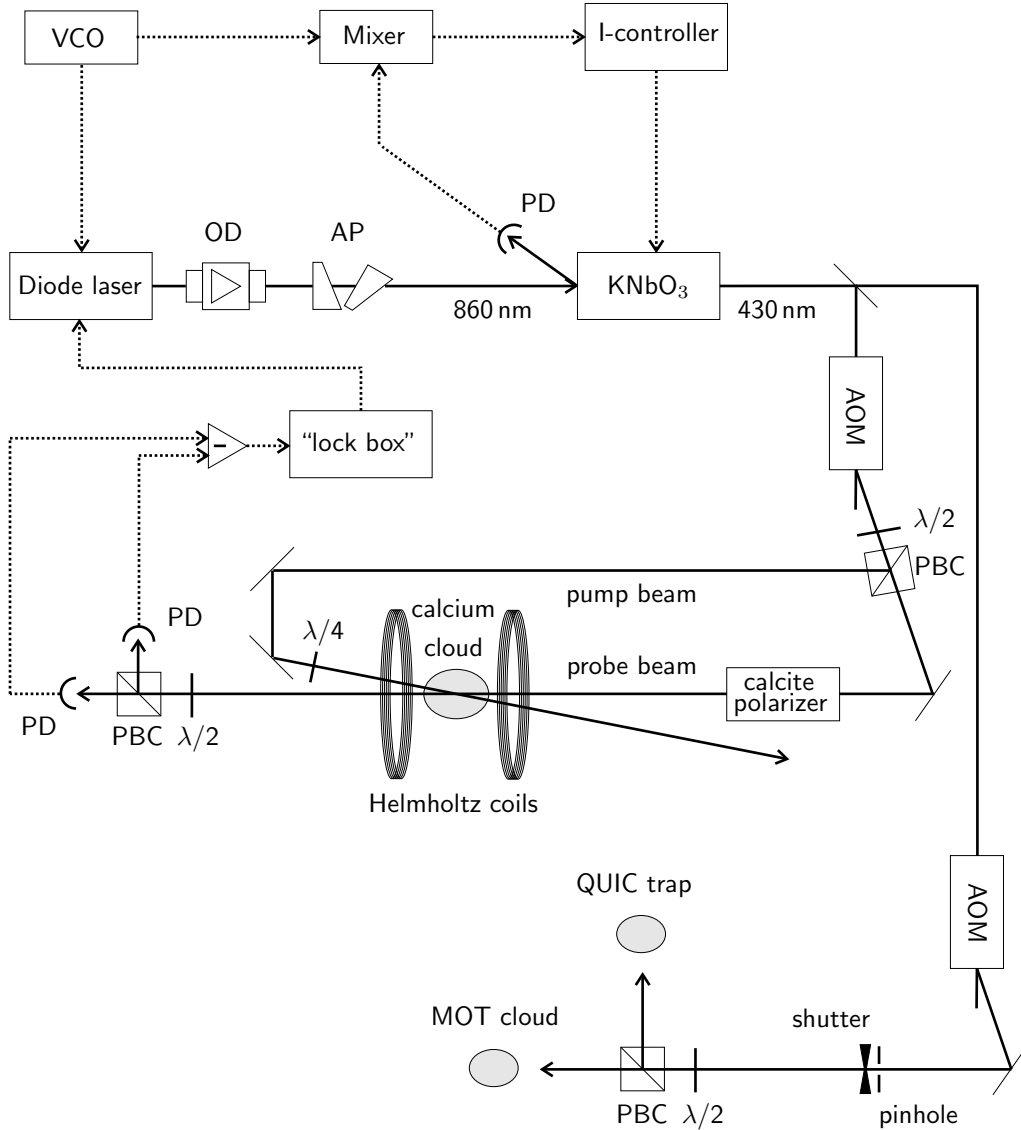 VCO
Mixer
I-controller
PD
OD
AP
Diode laser
KNbO₃
860 nm
430 nm
AOM
“lock box”
-
λ/2
PBC
pump beam
calcium
cloud
λ/4
PD
probe beam
calcite
polarizer
PD
PBC
λ/2
Helmholtz coils
QUIC trap
AOM
MOT cloud
shutter
PBC
λ/2
pinhole